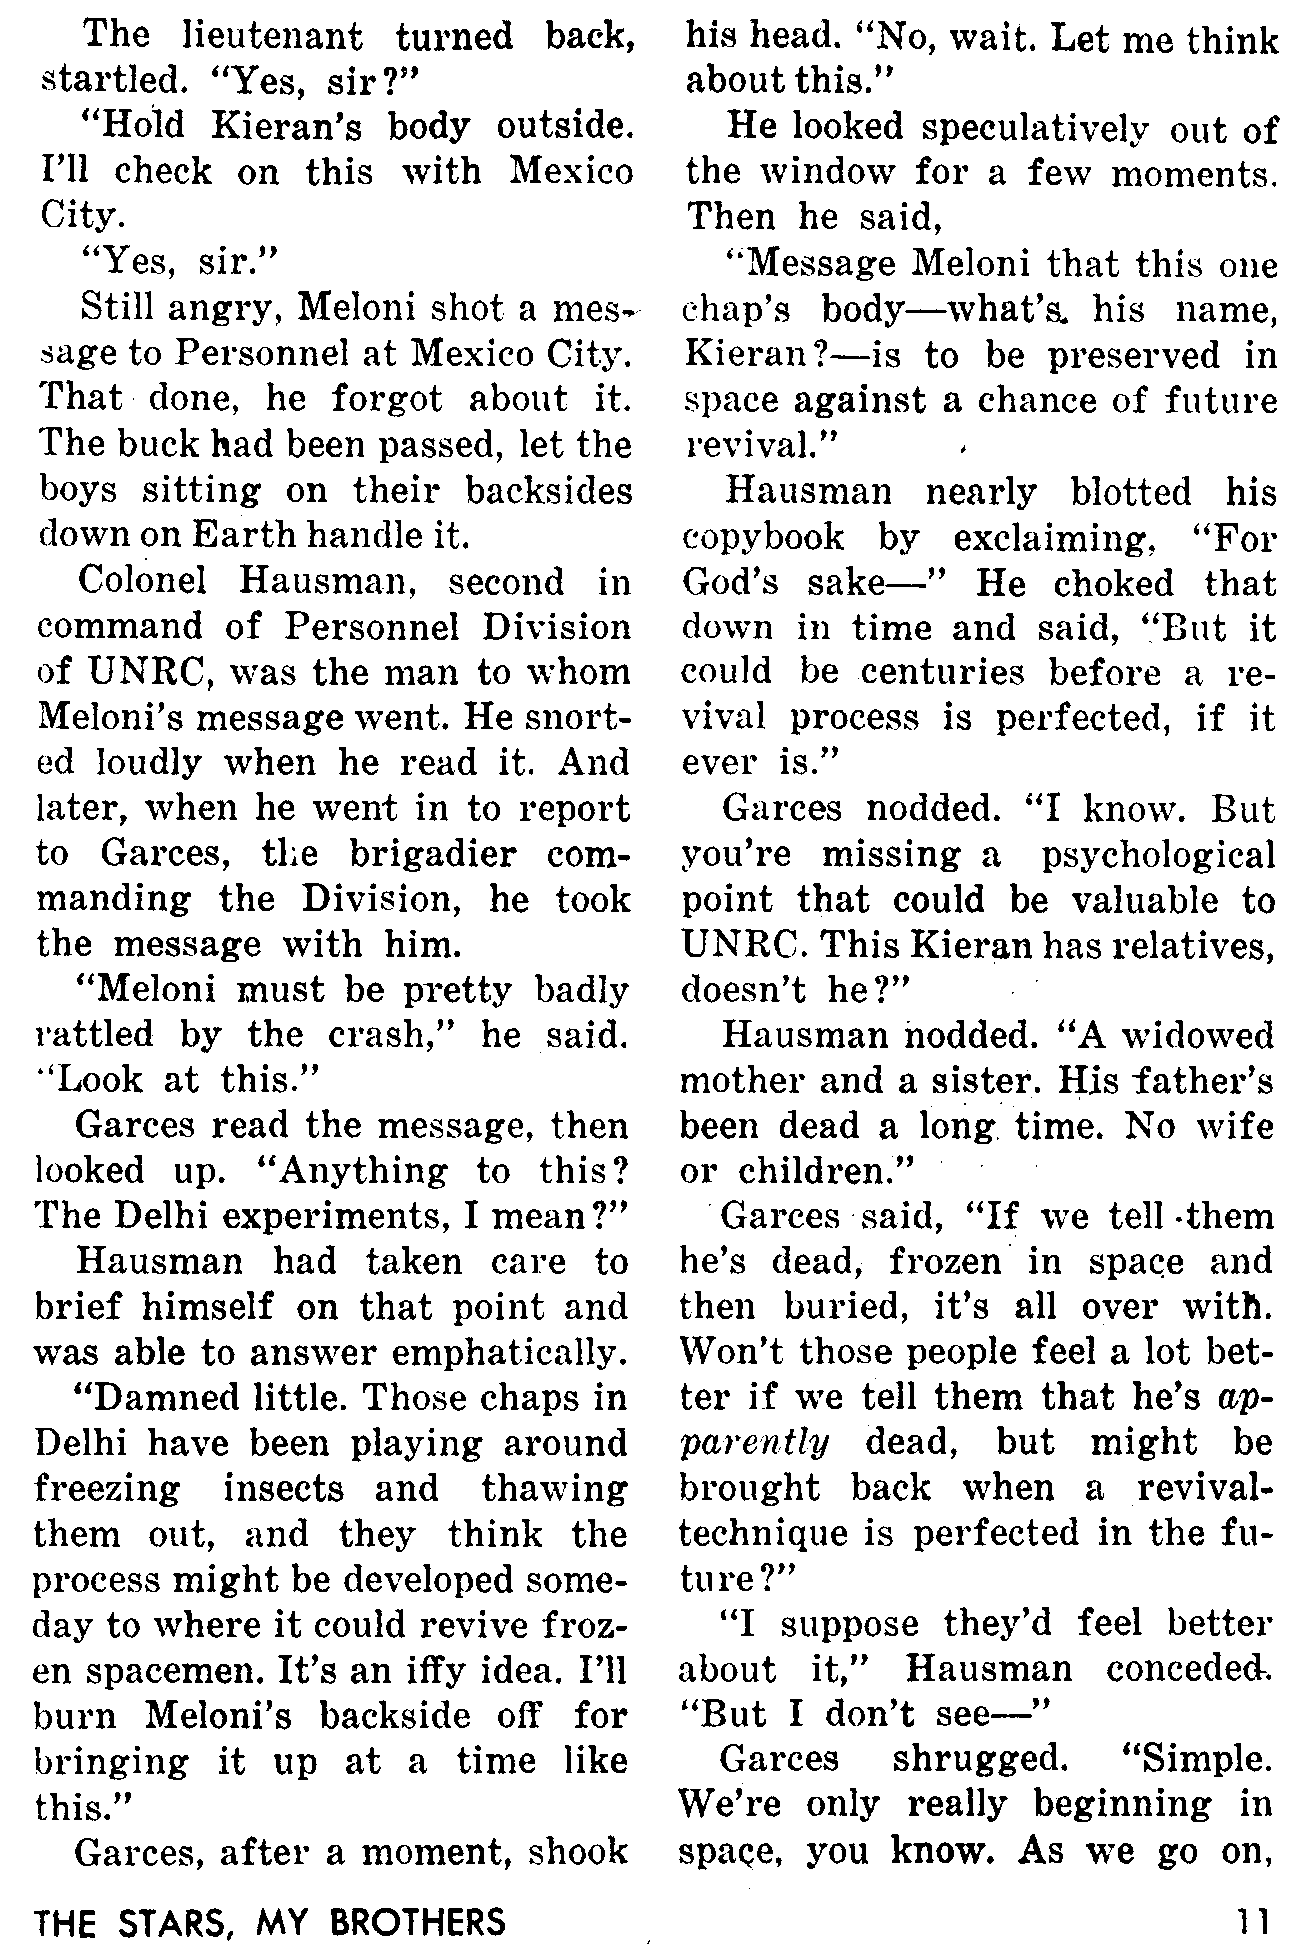 The lieutenant turned back,
startled. “Yes, sir?”
“Hold Kieran’s body outside.
I’ll check on this with Mexico
City.
“Yes, sir.”
Still angry, Meloni shot a mes-
sage to Personnel at Mexico City.
That done, he forgot about it.
The buck had been passed, let the
boys sitting on their backsides
down on Earth handle it.
Colonel Hausman, second in
command of Personnel Division
of UNRC, was the man to whom
Meloni’s message went. He snort-
ed loudly when he read it. And
later, when he went in to report
to Garces, the brigadier com-
manding the Division, he took
the message with him.
“Meloni must be pretty badly
rattled by the crash,” he said.
“Look at this.”
Garces read the message, then
looked up. “Anything to this?
The Delhi experiments, I mean?”
Hausman had taken care to
brief himself on that point and
was able to answer emphatically.
“Damned little. Those chaps in
Delhi have been playing around
freezing insects and thawing
them out, and they think the
process might be developed some-
day to where it could revive froz-
en spacemen. It’s an iffy idea. I’ll
burn Meloni’s backside off for
bringing it up at a time like
this.”
Garces, after a moment, shook
his head. “No, wait. Let me think
about this.”
He looked speculatively out of
the window for a few moments.
Then he said,
“Message Meloni that this one
chap’s body—what’s his name,
Kieran?—is to be preserved in
space against a chance of future
revival.”
Hausman nearly blotted his
copybook by exclaiming, “For
God’s sake—” He choked that
down in time and said, “But it
could be centuries before a re-
vival process is perfected, if it
ever is.”
Garces nodded. “I know. But
you’re missing a psychological
point that could be valuable to
UNRC. This Kieran has relatives,
doesn’t he?”
Hausman nodded. “A widowed
mother and a sister. His father’s
been dead a long time. No wife
or children.”
Garces said, “If we tell them
he’s dead, frozen in space and
then buried, it’s all over with.
Won’t those people feel a lot bet-
ter if we tell them that he’s ap-
parently dead, but might be
brought back when a revival-
technique is perfected in the fu-
ture?”
“I suppose they’d feel better
about it,” Hausman conceded.
“But I don’t see—”
Garces shrugged. “Simple.
We’re only really beginning in
space, you know. As we go on,
THE STARS, MY BROTHERS 11